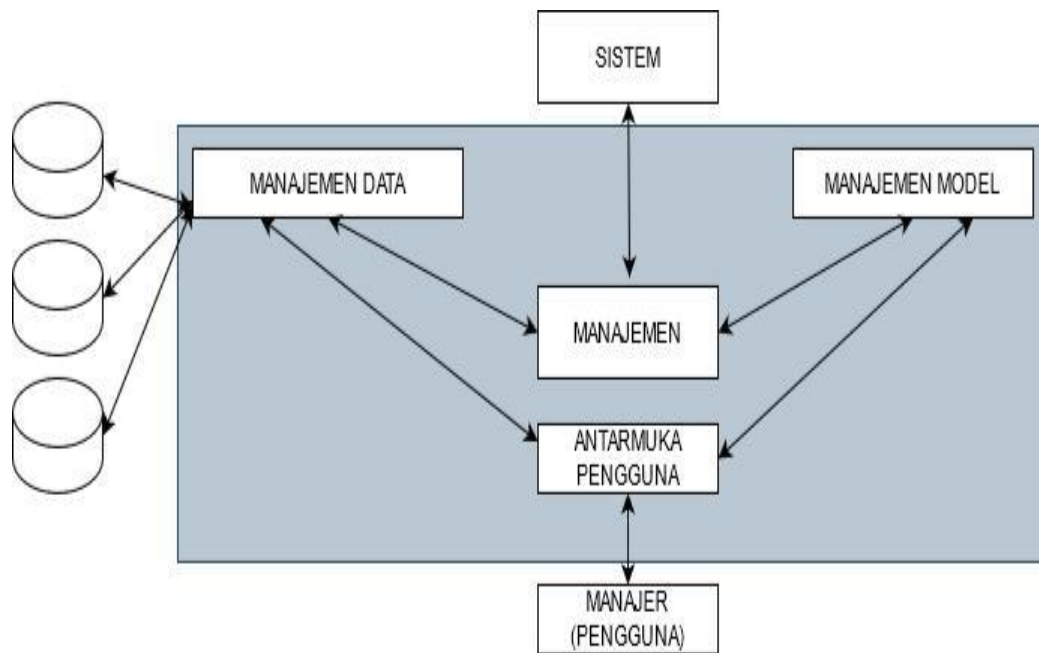 SISTEM
MANAJEMEN DATA
MANAJEMEN MODEL
MANAJEMEN
ANTARMUKA
PENGGUNA
MANAJER
(PENGGUNA)